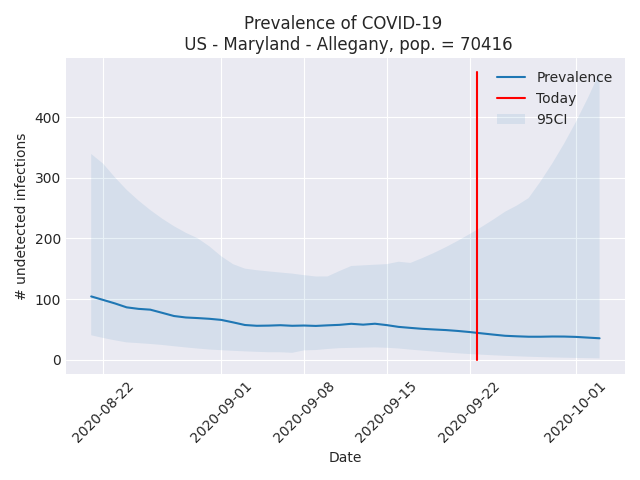 Prevalence of COVID-19
US - Maryland - Allegany, pop. = 70416
Prevalence
Today
95CI
# undetected infections
400
300
200
100
0
2020-08-22
2020-09-01
2020-09-08
2020-09-15
2020-09-22
2020-10-01
Date